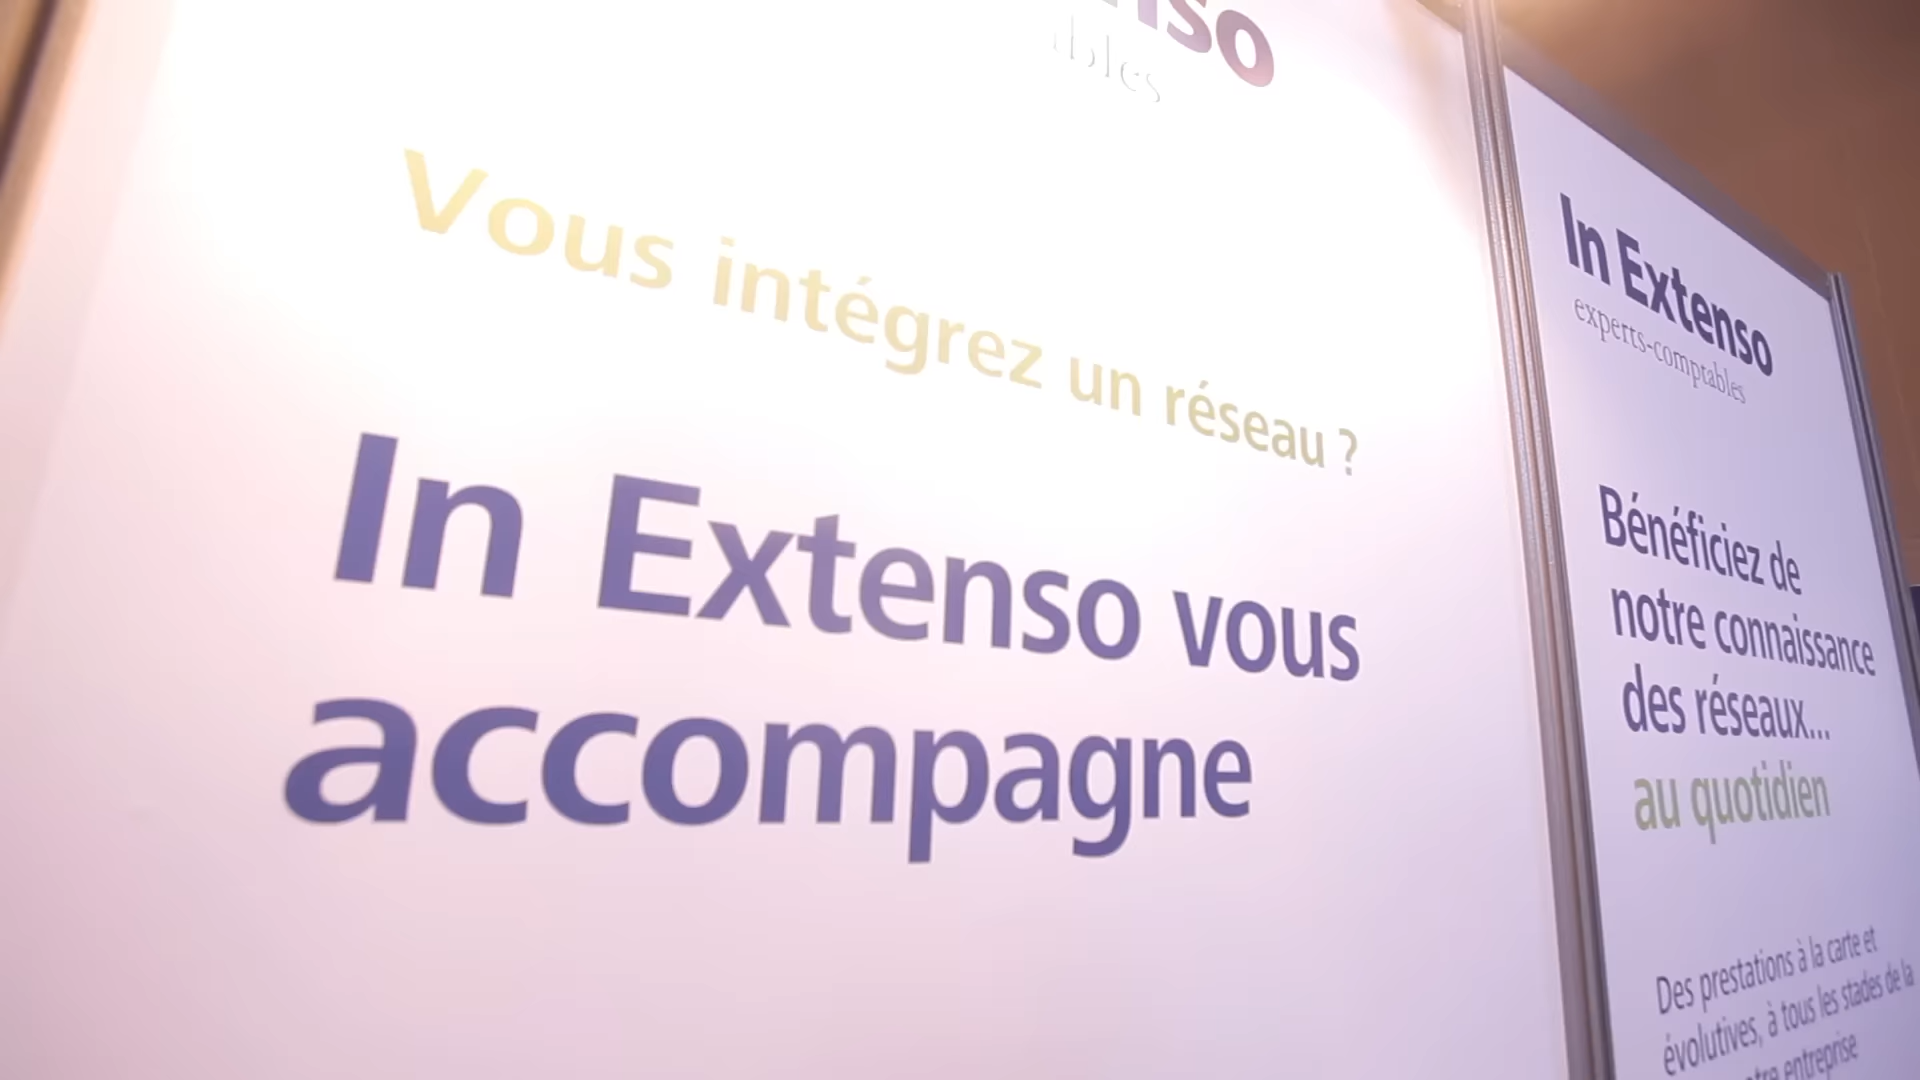 Vous intégrez un réseau ?
In Extenso vous
accompagne
In Extenso
experts-comptables
Bénéficiez de
notre connaissance
des réseaux...
au quotidien
Des prestations à la carte et
évolutives, à tous les stades de la
entreprise